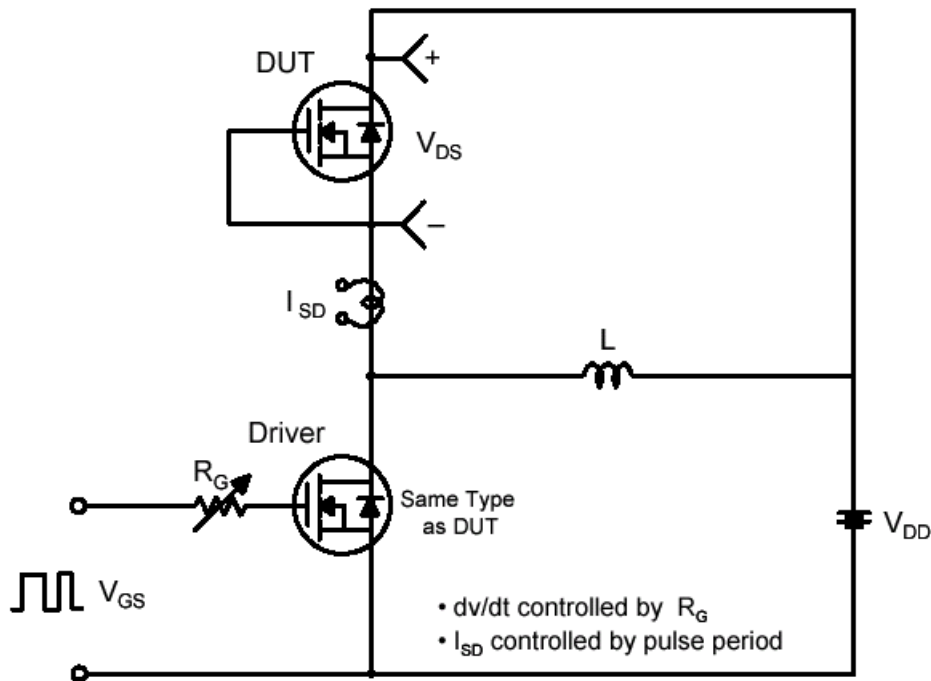 DUT
+
V_DS
−
I_SD
L
Driver
R_G
Same Type
as DUT
V_DD
V_GS
• dv/dt controlled by R_G
• I_SD controlled by pulse period